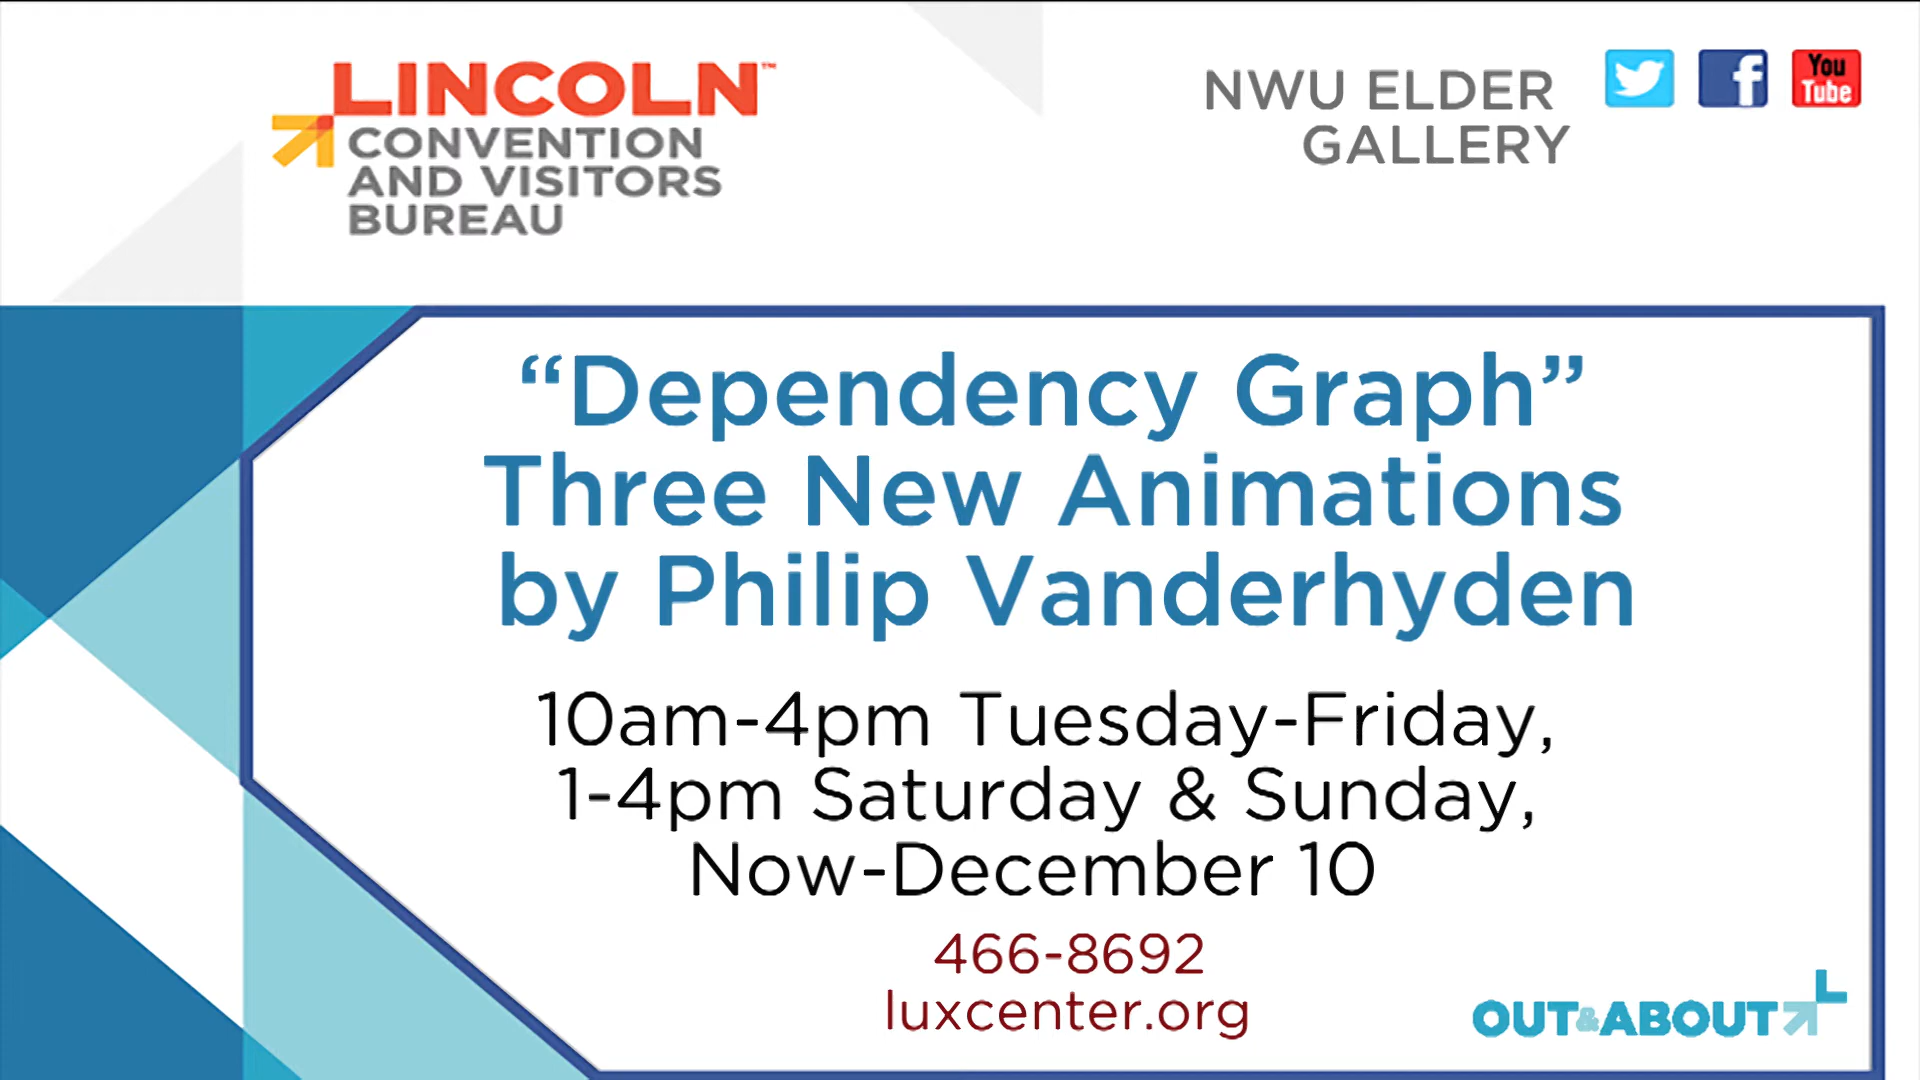 LINCOLN™
CONVENTION
AND VISITORS
BUREAU
NWU ELDER
GALLERY
You
Tube
“Dependency Graph”
Three New Animations
by Philip Vanderhyden
10am-4pm Tuesday-Friday,
1-4pm Saturday & Sunday,
Now-December 10
466-8692
luxcenter.org
OUT&ABOUT